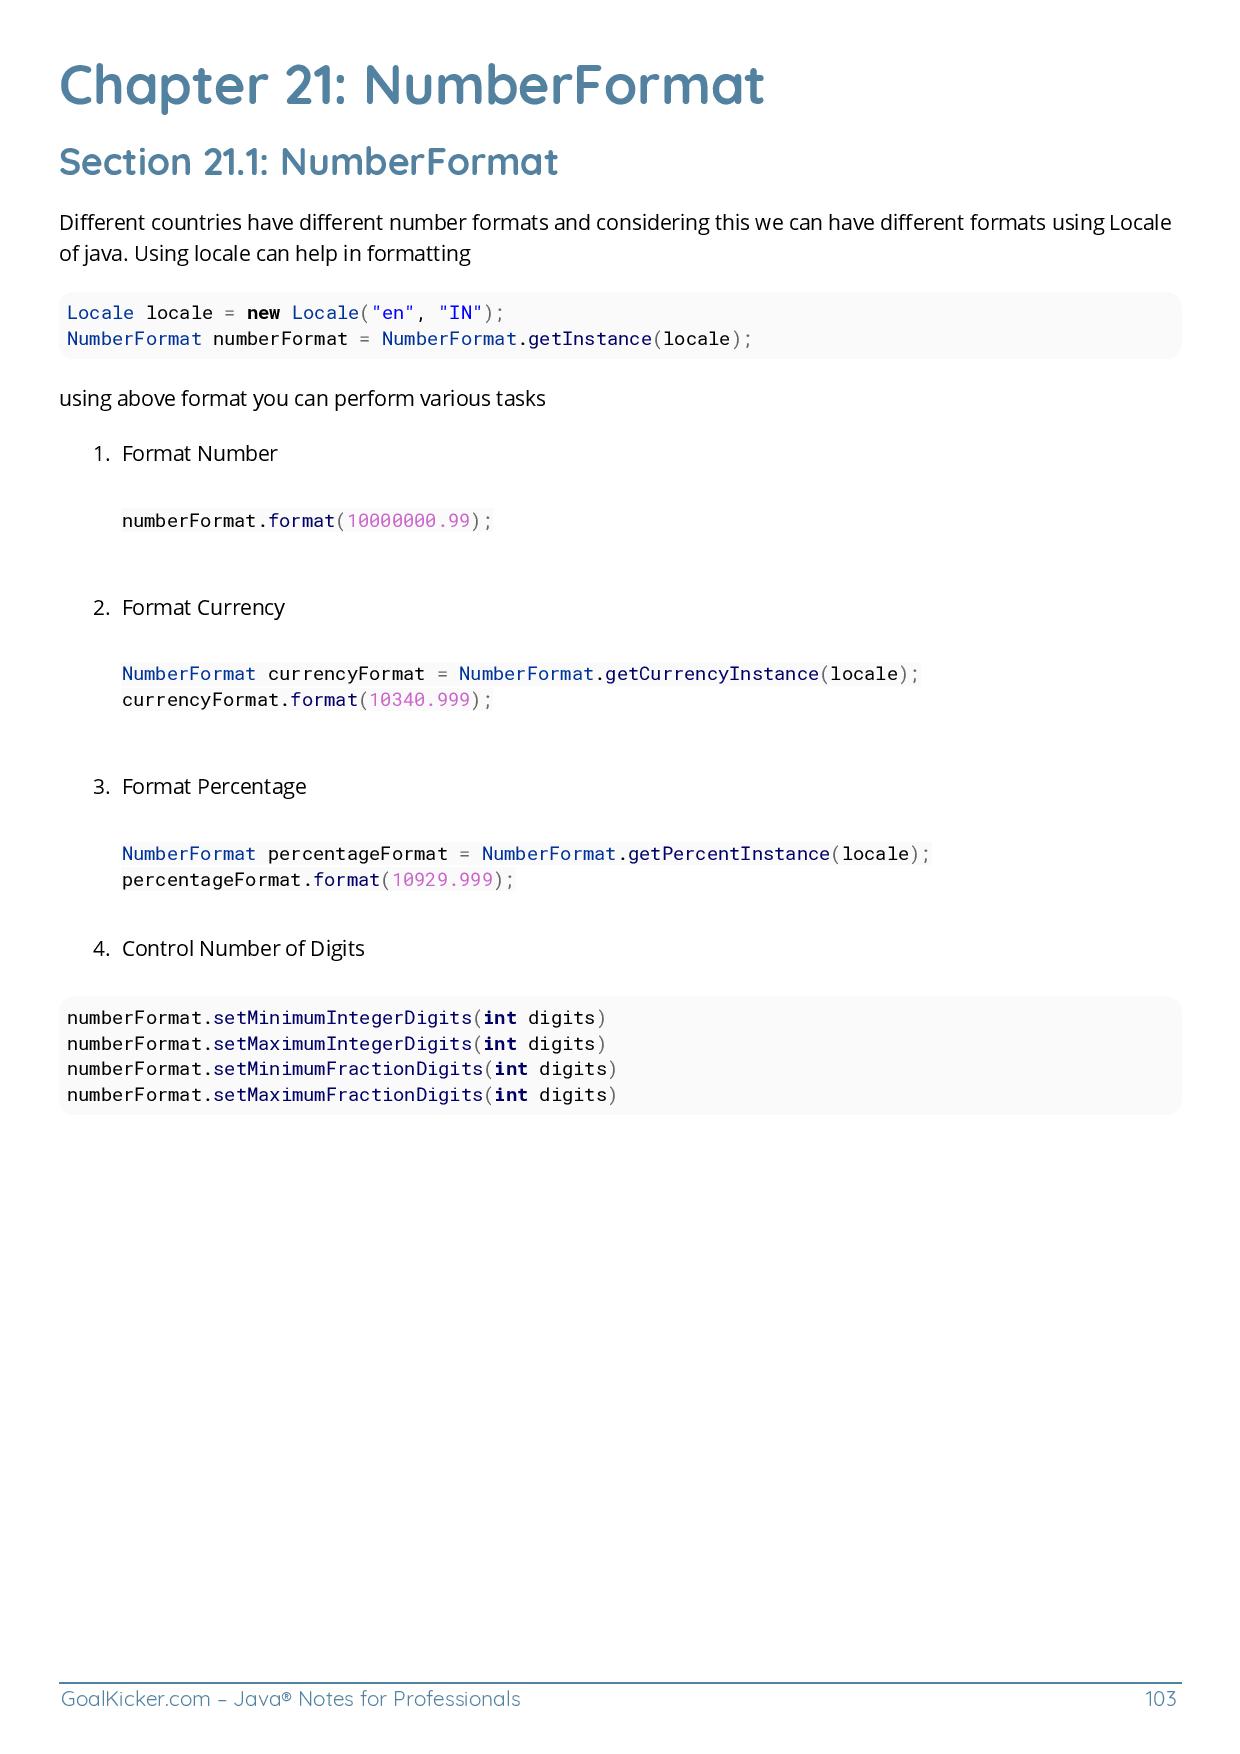 Chapter 21: NumberFormat
Section 21.1: NumberFormat
Different countries have different number formats and considering this we can have different formats using Locale
of java. Using locale can help in formatting
Locale locale = new Locale("en", "IN");
NumberFormat numberFormat = NumberFormat.getInstance(locale);
using above format you can perform various tasks
1. Format Number
numberFormat.format(10000000.99);
2. Format Currency
NumberFormat currencyFormat = NumberFormat.getCurrencyInstance(locale);
currencyFormat.format(10340.999);
3. Format Percentage
NumberFormat percentageFormat = NumberFormat.getPercentInstance(locale);
percentageFormat.format(10929.999);
4. Control Number of Digits
numberFormat.setMinimumIntegerDigits(int digits)
numberFormat.setMaximumIntegerDigits(int digits)
numberFormat.setMinimumFractionDigits(int digits)
numberFormat.setMaximumFractionDigits(int digits)
GoalKicker.com – Java® Notes for Professionals 103